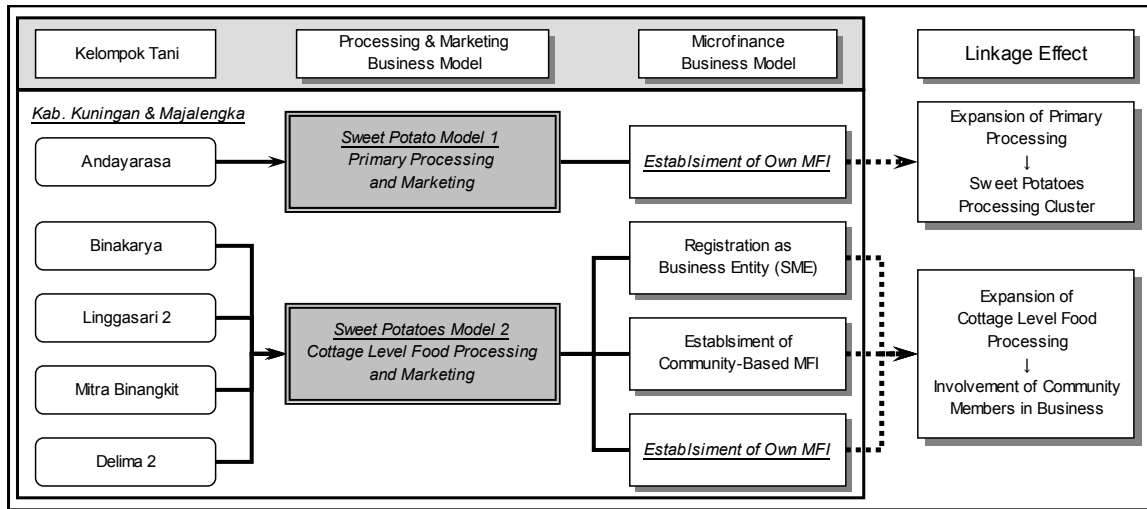 Kelompok Tani
Processing & Marketing
Business Model
Microfinance
Business Model
Linkage Effect
Kab. Kuningan & Majalengka
Andayarasa
Sweet Potato Model 1
Primary Processing
and Marketing
Establsiment of Own MFI
Expansion of Primary
Processing
↓
Sweet Potatoes
Processing Cluster
Binakarya
Linggasari 2
Mitra Binangkit
Delima 2
Sweet Potatoes Model 2
Cottage Level Food Processing
and Marketing
Registration as
Business Entity (SME)
Establsiment of
Community-Based MFI
Establsiment of Own MFI
Expansion of
Cottage Level Food
Processing
↓
Involvement of Community
Members in Business